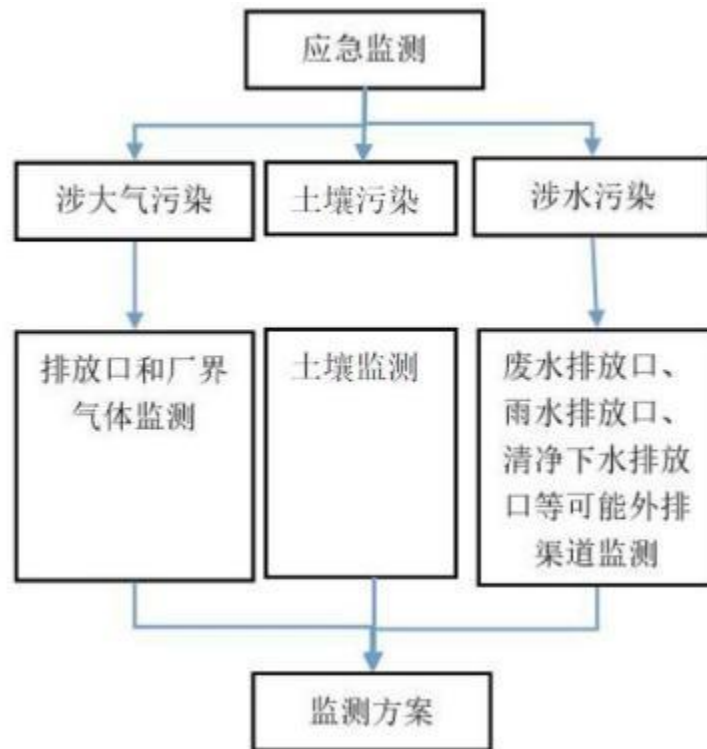 应急监测
涉大气污染
土壤污染
涉水污染
排放口和厂界
气体监测
土壤监测
废水排放口、
雨水排放口、
清净下水排放
口等可能外排
渠道监测
监测方案